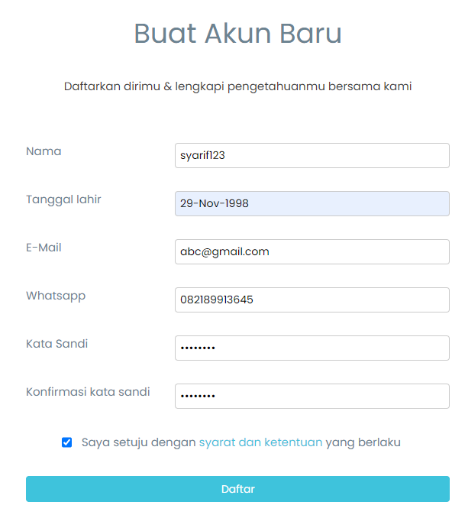 Buat Akun Baru
Daftarkan dirimu & lengkapi pengetahuanmu bersama kami
Nama
syarif123
Tanggal lahir
29-Nov-1998
E-Mail
abc@gmail.com
Whatsapp
082189913645
Kata Sandi
••••••••
Konfirmasi kata sandi
••••••••
Saya setuju dengan syarat dan ketentuan yang berlaku
Daftar